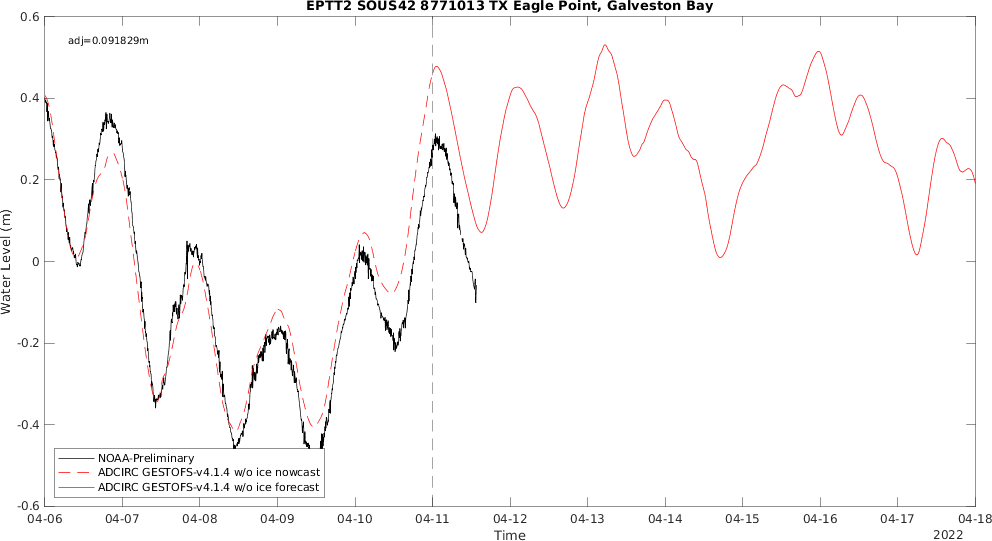 EPTT2 SOUS42 8771013 TX Eagle Point, Galveston Bay
adj=0.091829m
0.6
0.4
0.2
0
-0.2
-0.4
-0.6
Water Level (m)
NOAA-Preliminary
ADCIRC GESTOFS-v4.1.4 w/o ice nowcast
ADCIRC GESTOFS-v4.1.4 w/o ice forecast
04-06 04-07 04-08 04-09 04-10 04-11 04-12 04-13 04-14 04-15 04-16 04-17 04-18
Time
2022